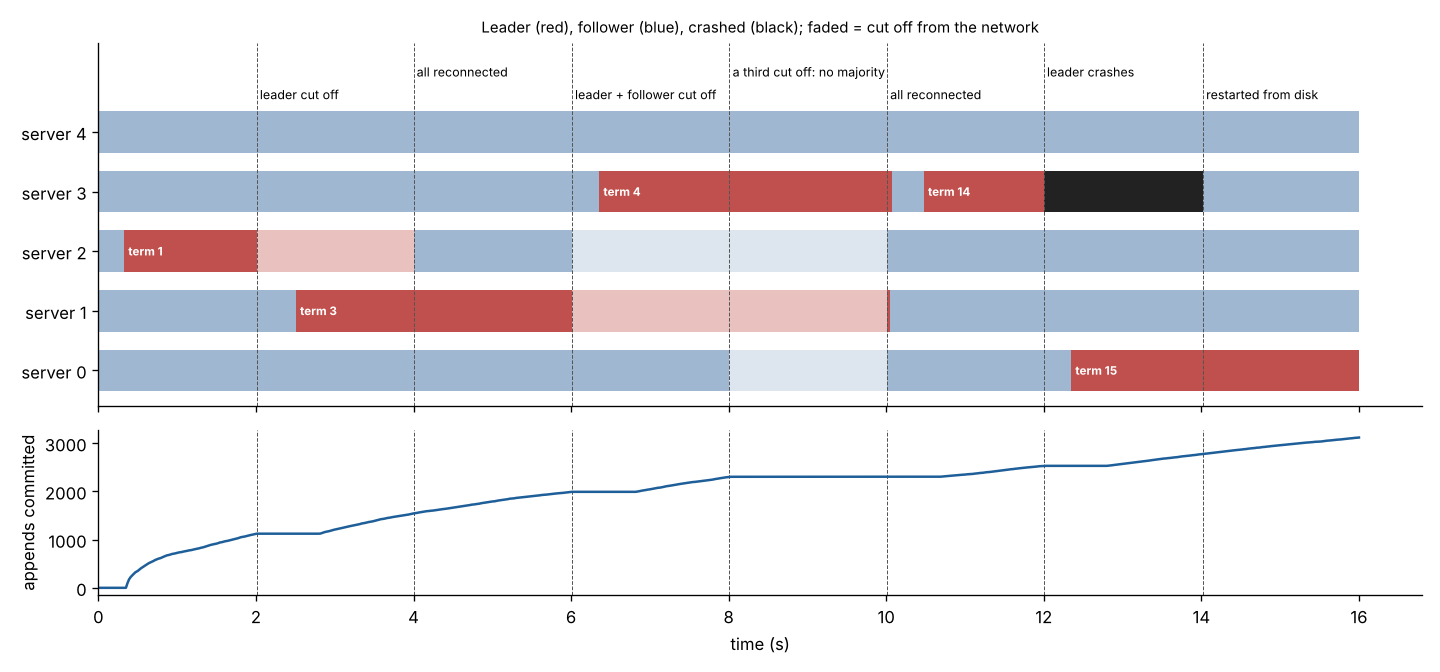 Leader (red), follower (blue), crashed (black); faded = cut off from the network
all reconnected
a third cut off: no majority
leader crashes
leader cut off
leader + follower cut off
all reconnected
restarted from disk
server 4
server 3
term 4
term 14
server 2
term 1
server 1
term 3
server 0
term 15
appends committed
3000
2000
1000
0
0 2 4 6 8 10 12 14 16
time (s)